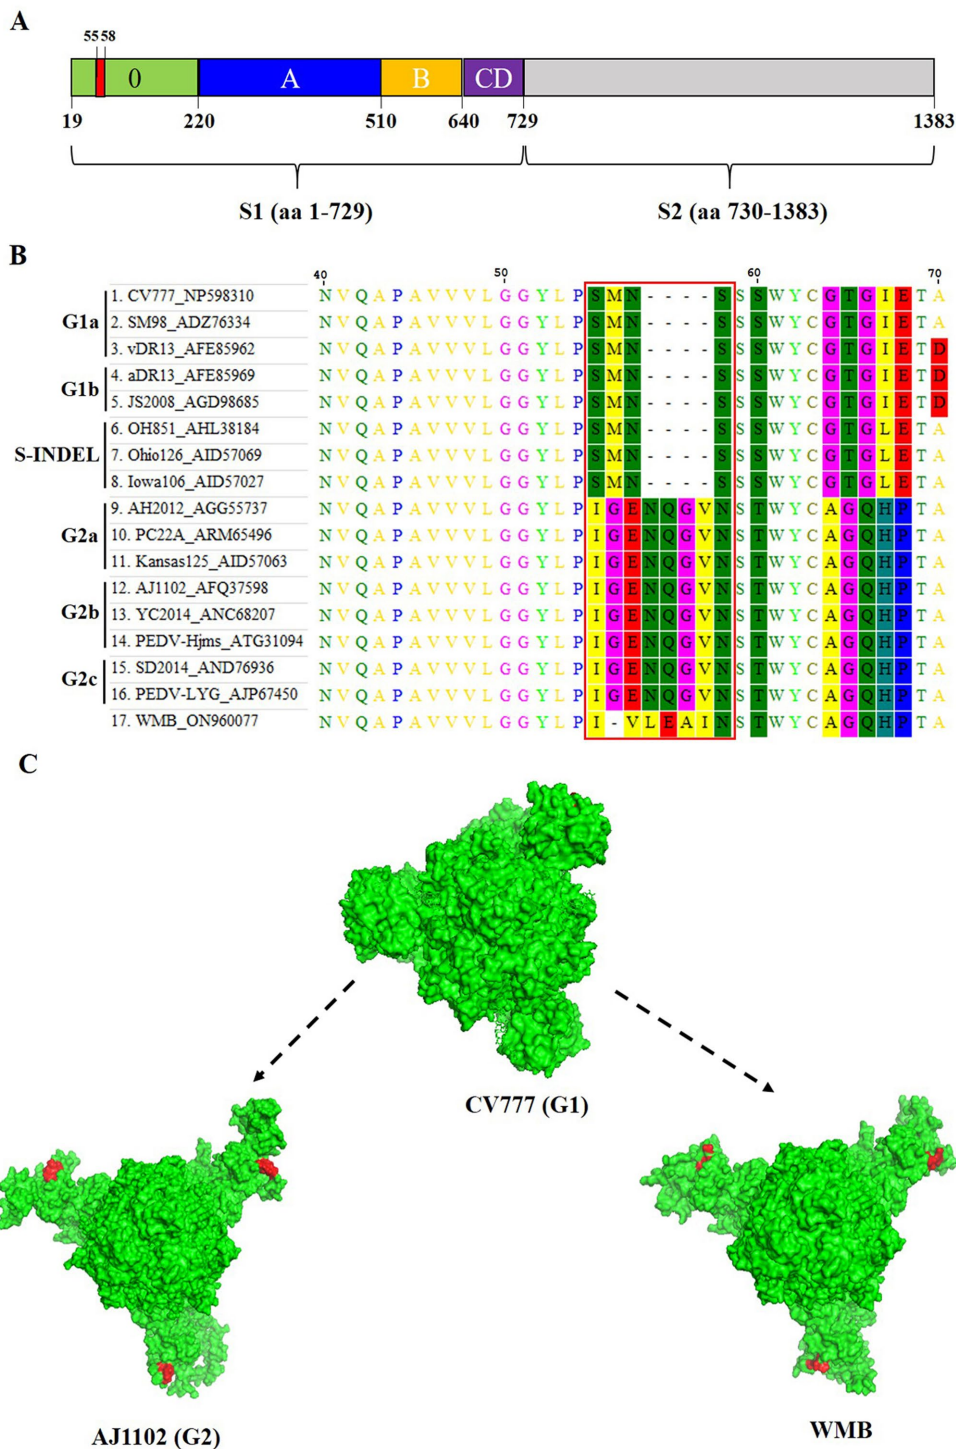 A
55 58
0 A B CD
19 220 510 640 729 1383
S1 (aa 1-729) S2 (aa 730-1383)
B
40 50 60 70
G1a
1. CV777_NP598310 N V Q A P A V V V L G G Y L P S M N - - - - S S S W Y C G T G I E T A
2. SM98_ADZ76334 N V Q A P A V V V L G G Y L P S M N - - - - S S S W Y C G T G I E T A
3. vDR13_AFE85962 N V Q A P A V V V L G G Y L P S M N - - - - S S S W Y C G T G I E T D
G1b
4. aDR13_AFE85969 N V Q A P A V V V L G G Y L P S M N - - - - S S S W Y C G T G I E T D
5. JS2008_AGD98685 N V Q A P A V V V L G G Y L P S M N - - - - S S S W Y C G T G I E T D
S-INDEL
6. OH851_AHL38184 N V Q A P A V V V L G G Y L P S M N - - - - S S S W Y C G T G L E T A
7. Ohio126_AID57069 N V Q A P A V V V L G G Y L P S M N - - - - S S S W Y C G T G L E T A
8. Iowa106_AID57027 N V Q A P A V V V L G G Y L P S M N - - - - S S S W Y C G T G L E T A
G2a
9. AH2012_AGG55737 N V Q A P A V V V L G G Y L P I G E N Q G V N S T W Y C A G Q H P T A
10. PC22A_ARM65496 N V Q A P A V V V L G G Y L P I G E N Q G V N S T W Y C A G Q H P T A
11. Kansas125_AID57063 N V Q A P A V V V L G G Y L P I G E N Q G V N S T W Y C A G Q H P T A
G2b
12. AJ1102_AFQ37598 N V Q A P A V V V L G G Y L P I G E N Q G V N S T W Y C A G Q H P T A
13. YC2014_ANC68207 N V Q A P A V V V L G G Y L P I G E N Q G V N S T W Y C A G Q H P T A
14. PEDV-Hjms_ATG31094 N V Q A P A V V V L G G Y L P I G E N Q G V N S T W Y C A G Q H P T A
G2c
15. SD2014_AND76936 N V Q A P A V V V L G G Y L P I G E N Q G V N S T W Y C A G Q H P T A
16. PEDV-LYG_AJP67450 N V Q A P A V V V L G G Y L P I G E N Q G V N S T W Y C A G Q H P T A
17. WMB_ON960077 N V Q A P A V V V L G G Y L P I - V L E A I N S T W Y C A G Q H P T A
C
CV777 (G1)
AJ1102 (G2)
WMB